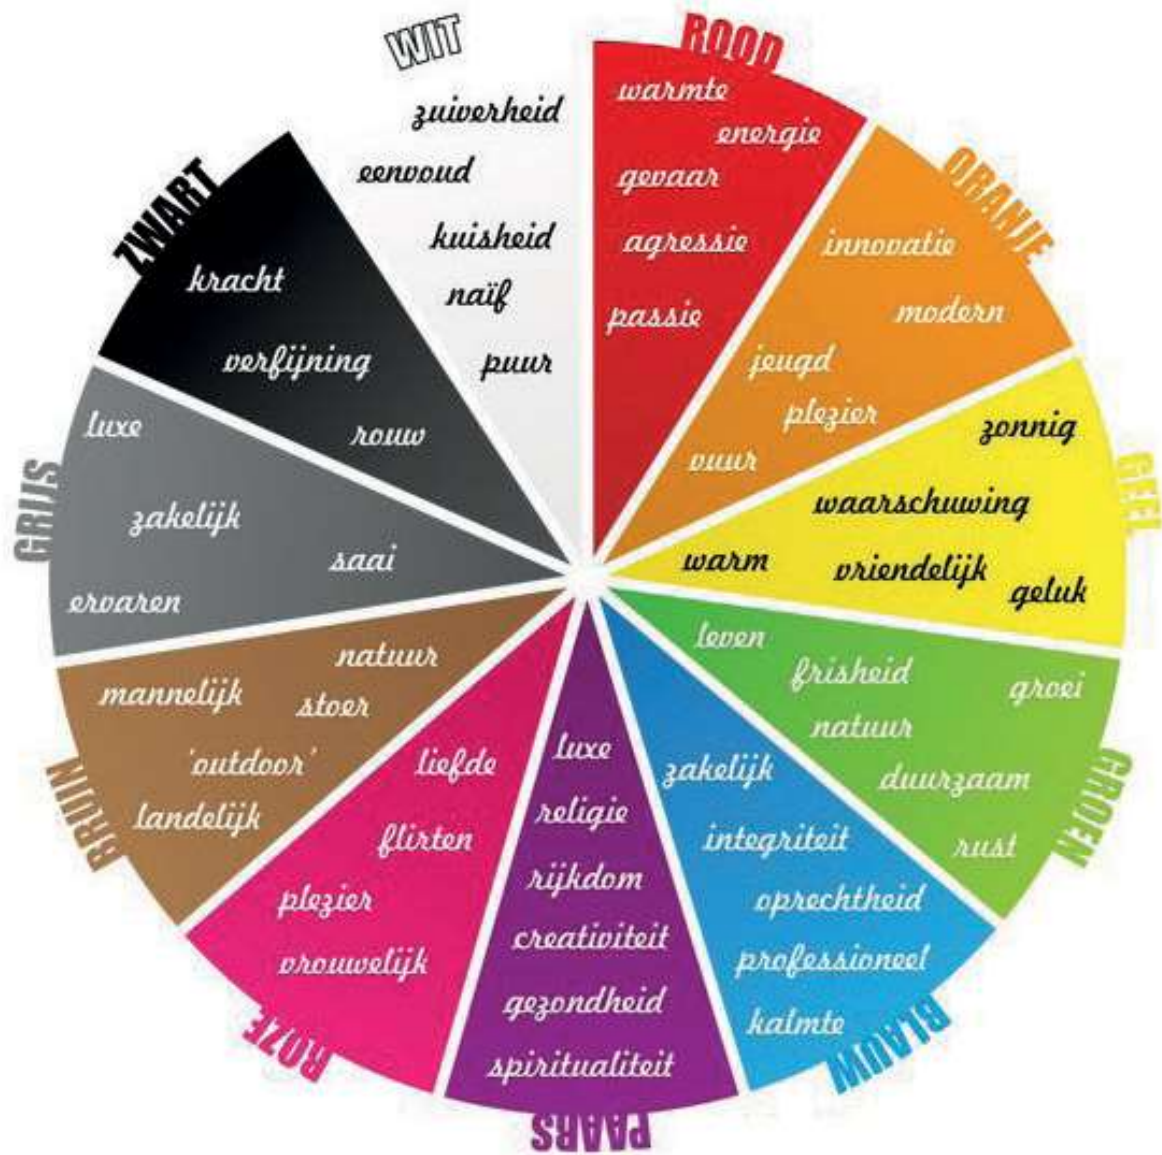 WIT
zuiverheid
eenvoud
kuisheid
naïf
puur
ROOD
warmte
energie
gevaar
agressie
passie
ORANJE
innovatie
modern
jeugd
plezier
vuur
GEEL
zonnig
waarschuwing
warm
vriendelijk
geluk
GROEN
leven
frisheid
groei
natuur
duurzaam
rust
BLAUW
zakelijk
integriteit
oprechtheid
professioneel
kalmte
PAARS
luxe
religie
rijkdom
creativiteit
gezondheid
spiritualiteit
ROZE
liefde
flirten
plezier
vrouwelijk
BRUIN
natuur
mannelijk
stoer
'outdoor'
landelijk
GRIJS
luxe
zakelijk
saai
ervaren
ZWART
kracht
verfijning
rouw